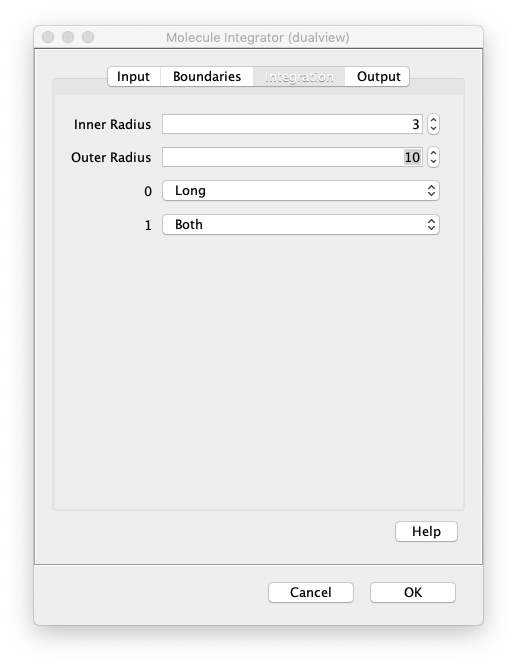 Molecule Integrator (dualview)
Input Boundaries Integration Output
Inner Radius 3
Outer Radius 10
0 Long
1 Both
Help
Cancel OK